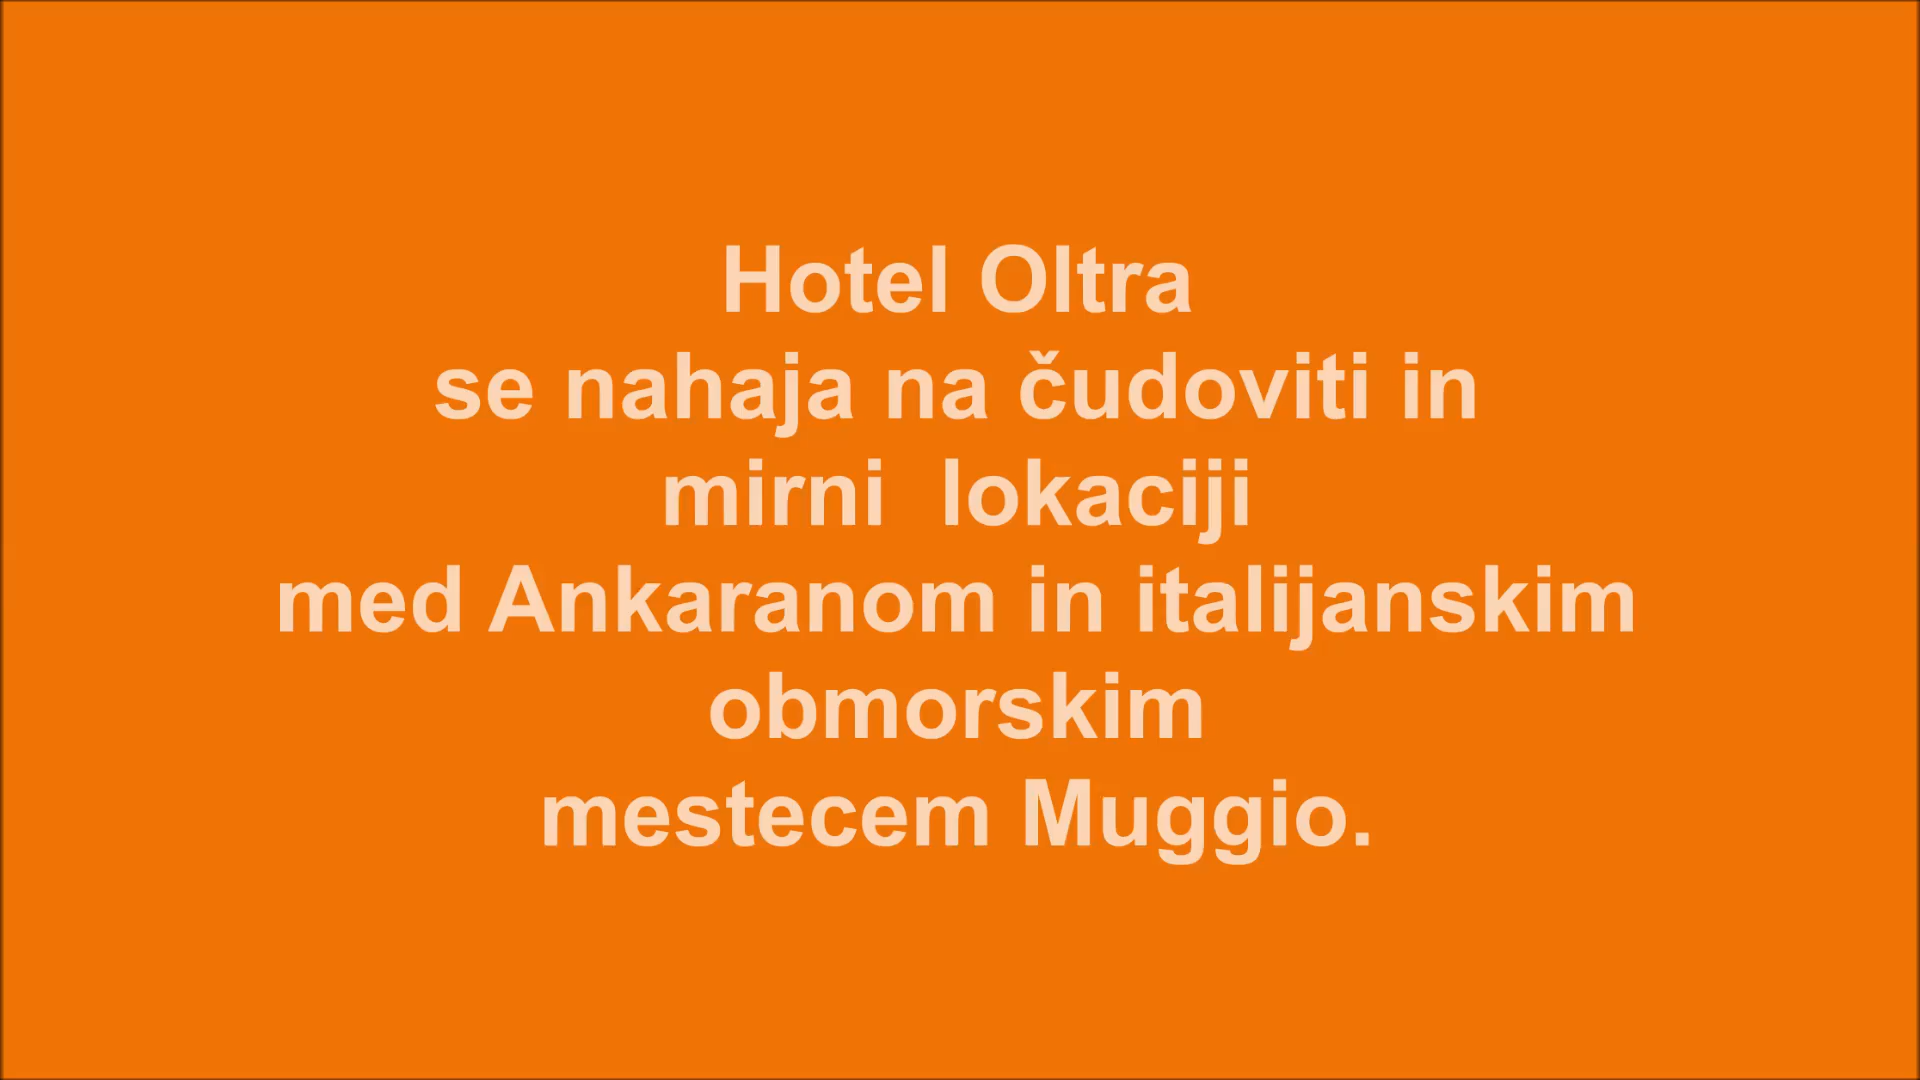 Hotel Oltra
se nahaja na čudoviti in
mirni  lokaciji
med Ankaranom in italijanskim
obmorskim
mestecem Muggio.